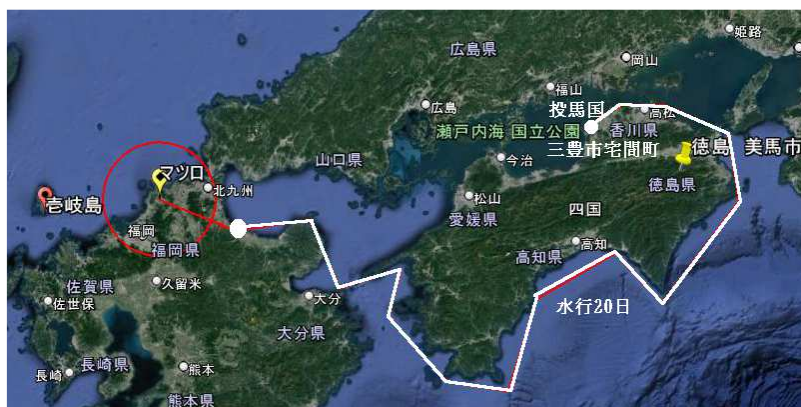 姫路
広島県
岡山
福山
投馬国
高松
広島
瀬戸内海 国立公園
香川県
三豊市宅間町
徳島 美馬市
今治
山口県
マツロ
北九州
壱岐島
松山
愛媛県
徳島県
四国
福岡
福岡県
高知県
高知
佐賀県
久留米
佐世保
大分
水行20日
大分県
長崎県
長崎
熊本
熊本県